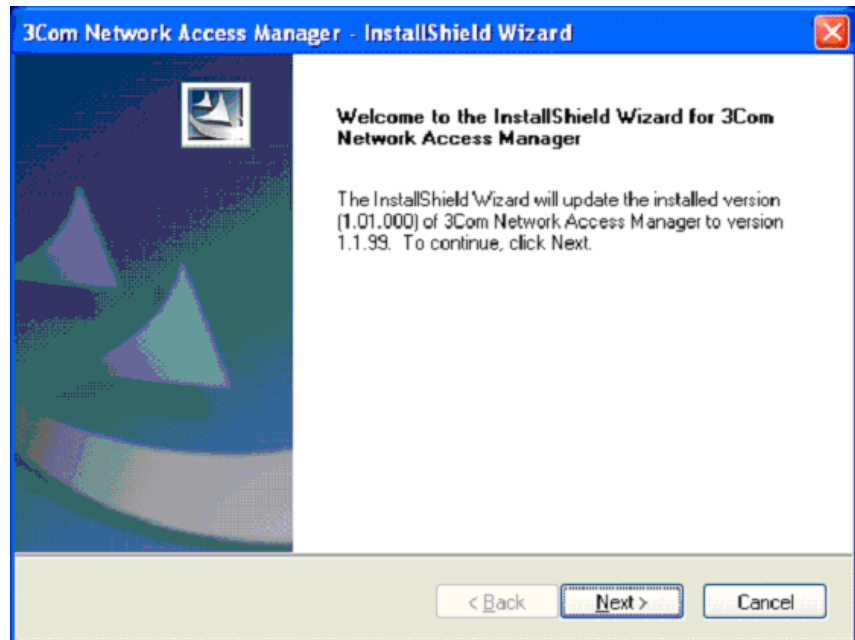 3Com Network Access Manager - InstallShield Wizard
Welcome to the InstallShield Wizard for 3Com
Network Access Manager
The InstallShield Wizard will update the installed version
(1.01.000) of 3Com Network Access Manager to version
1.1.99. To continue, click Next.
< Back
Next >
Cancel